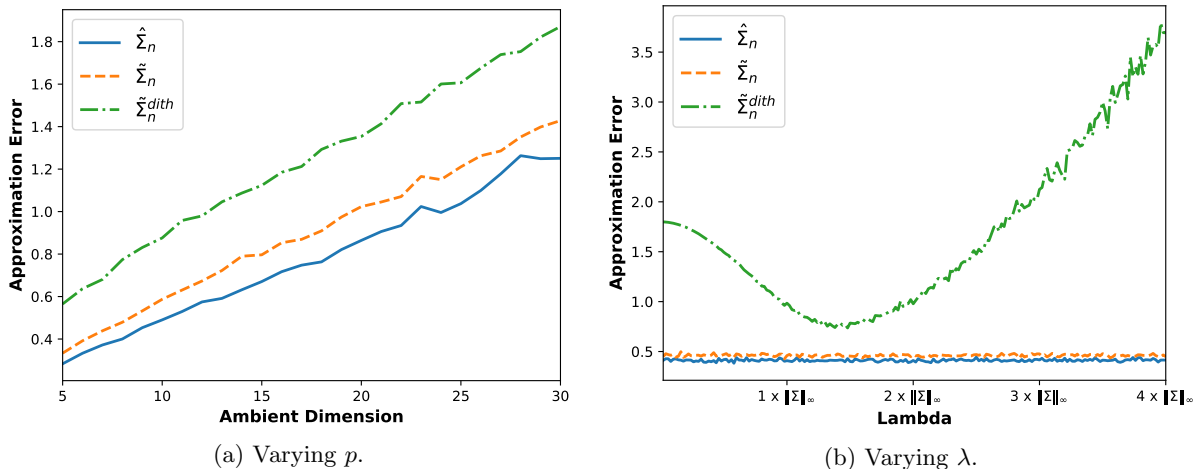 Approximation Error
1.8
1.6
1.4
1.2
1.0
0.8
0.6
0.4
Σ̂n
Σ̃n
Σ̃n^dith
5
10
15
20
25
30
Ambient Dimension
(a) Varying p.
Approximation Error
3.5
3.0
2.5
2.0
1.5
1.0
0.5
Σ̂n
Σ̃n
Σ̃n^dith
1 x ‖Σ‖∞
2 x ‖Σ‖∞
3 x ‖Σ‖∞
4 x ‖Σ‖∞
Lambda
(b) Varying λ.